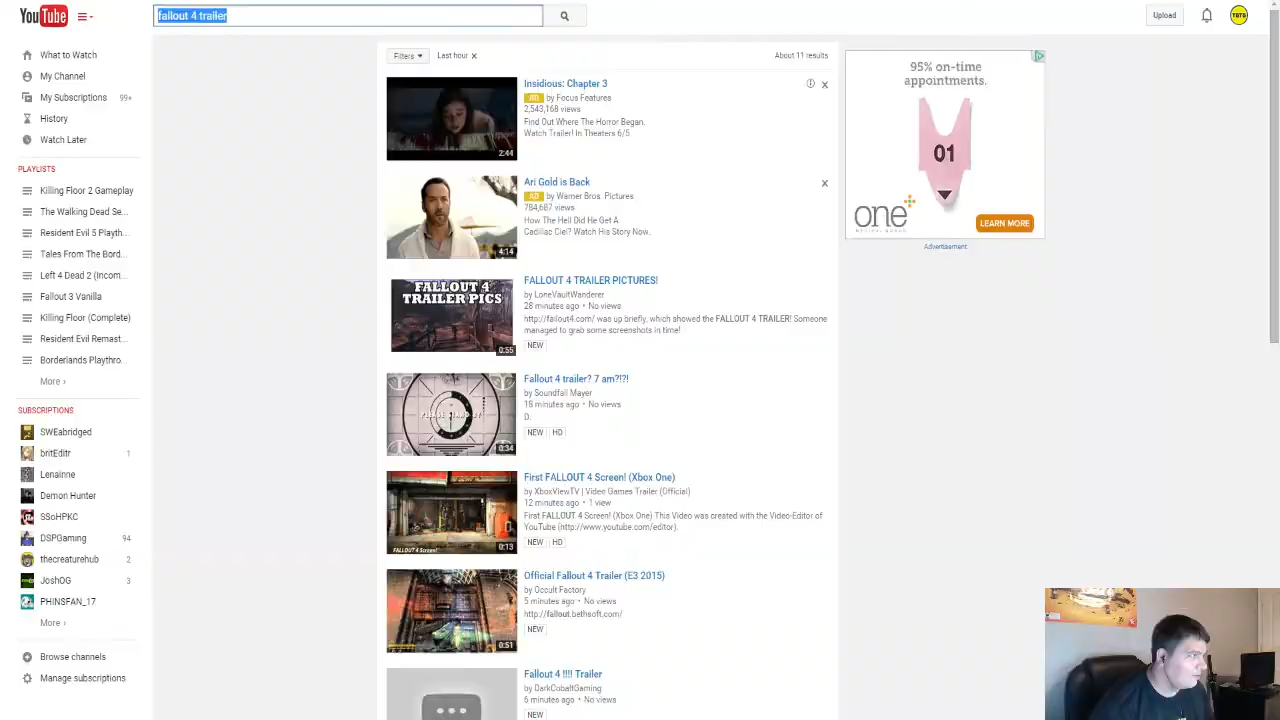 YouTube
fallout 4 trailer
Upload
TBTG
What to Watch
My Channel
My Subscriptions 99+
History
Watch Later
PLAYLISTS
Killing Floor 2 Gameplay
The Walking Dead Se...
Resident Evil 5 Playth...
Tales From The Bord...
Left 4 Dead 2 (Incom...
Fallout 3 Vanilla
Killing Floor (Complete)
Resident Evil Remast...
Borderlands Playthro...
More ›
SUBSCRIPTIONS
SWEabridged
britEditr 1
Lenainne
Demon Hunter
SSoHPKC
DSPGaming 94
thecreaturehub 2
JoshOG 3
PHINSFAN_17
More ›
Browse channels
Manage subscriptions
Filters
Last hour x
About 11 results
2:44
Insidious: Chapter 3
AD by Focus Features
2,543,168 views
Find Out Where The Horror Began.
Watch Trailer! In Theaters 6/5
4:14
Ari Gold is Back
AD by Warner Bros. Pictures
784,687 views
How The Hell Did He Get A
Cadillac Ciel? Watch His Story Now.
FALLOUT 4
TRAILER PICS
0:55
FALLOUT 4 TRAILER PICTURES!
by LoneVaultWanderer
28 minutes ago • No views
http://fallout4.com/ was up briefly, which showed the FALLOUT 4 TRAILER! Someone
managed to grab some screenshots in time!
NEW
PLEASE STAND BY
0:34
Fallout 4 trailer? 7 am?!?!
by Soundfall Mayer
18 minutes ago • No views
D.
NEW HD
FALLOUT 4 Screen!
0:13
First FALLOUT 4 Screen! (Xbox One)
by XboxViewTV | Video Games Trailer (Official)
12 minutes ago • 1 view
First FALLOUT 4 Screen! (Xbox One) This Video was created with the Video-Editor of
YouTube (http://www.youtube.com/editor).
NEW HD
0:51
Official Fallout 4 Trailer (E3 2015)
by Occult Factory
5 minutes ago • No views
http://fallout.bethsoft.com/
NEW
Fallout 4 !!!! Trailer
by DarkCobaltGaming
6 minutes ago • No views
NEW
95% on-time
appointments.
01
one
LEARN MORE
Advertisement